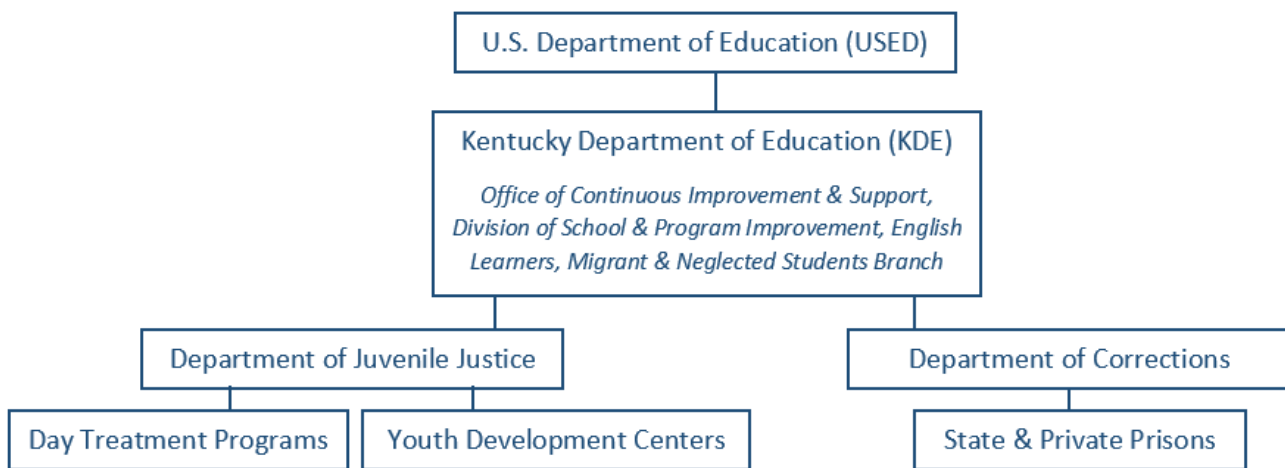 U.S. Department of Education (USED)
Kentucky Department of Education (KDE)
Office of Continuous Improvement & Support,
Division of School & Program Improvement, English
Learners, Migrant & Neglected Students Branch
Department of Juvenile Justice
Department of Corrections
Day Treatment Programs
Youth Development Centers
State & Private Prisons